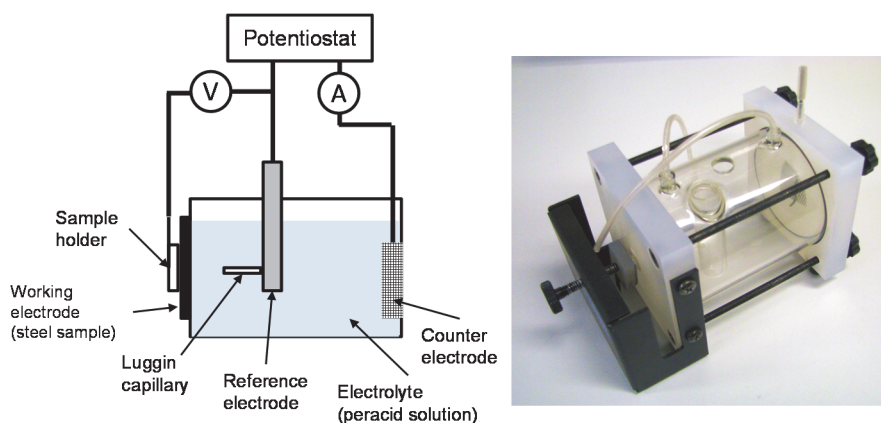 Potentiostat
V
A
Sample
holder
Working
electrode
(steel sample)
Luggin
capillary
Reference
electrode
Electrolyte
(peracid solution)
Counter
electrode